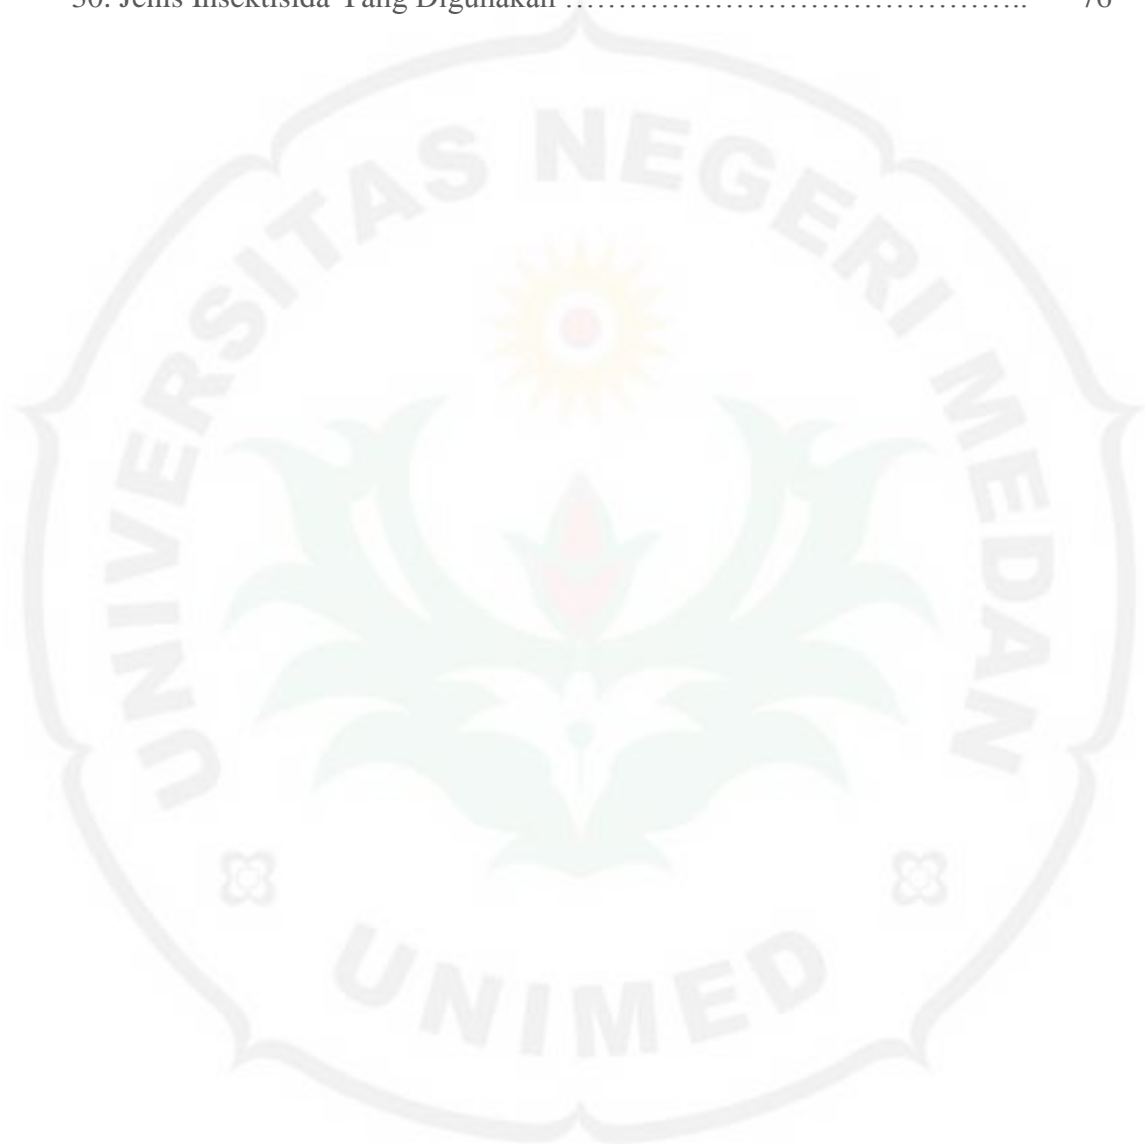 30. Jenis Insektisida Yang Digunakan ………………………………….. 76
UNIVERSITAS NEGERI MEDAN
UNIMED